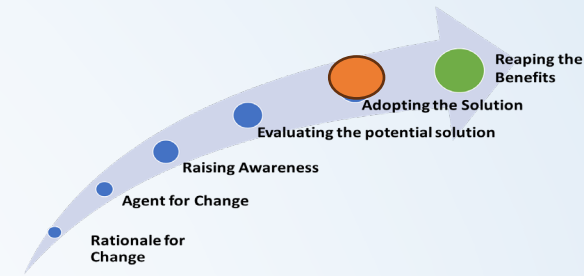 Reaping the
Benefits
Adopting the Solution
Evaluating the potential solution
Raising Awareness
Agent for Change
Rationale for
Change